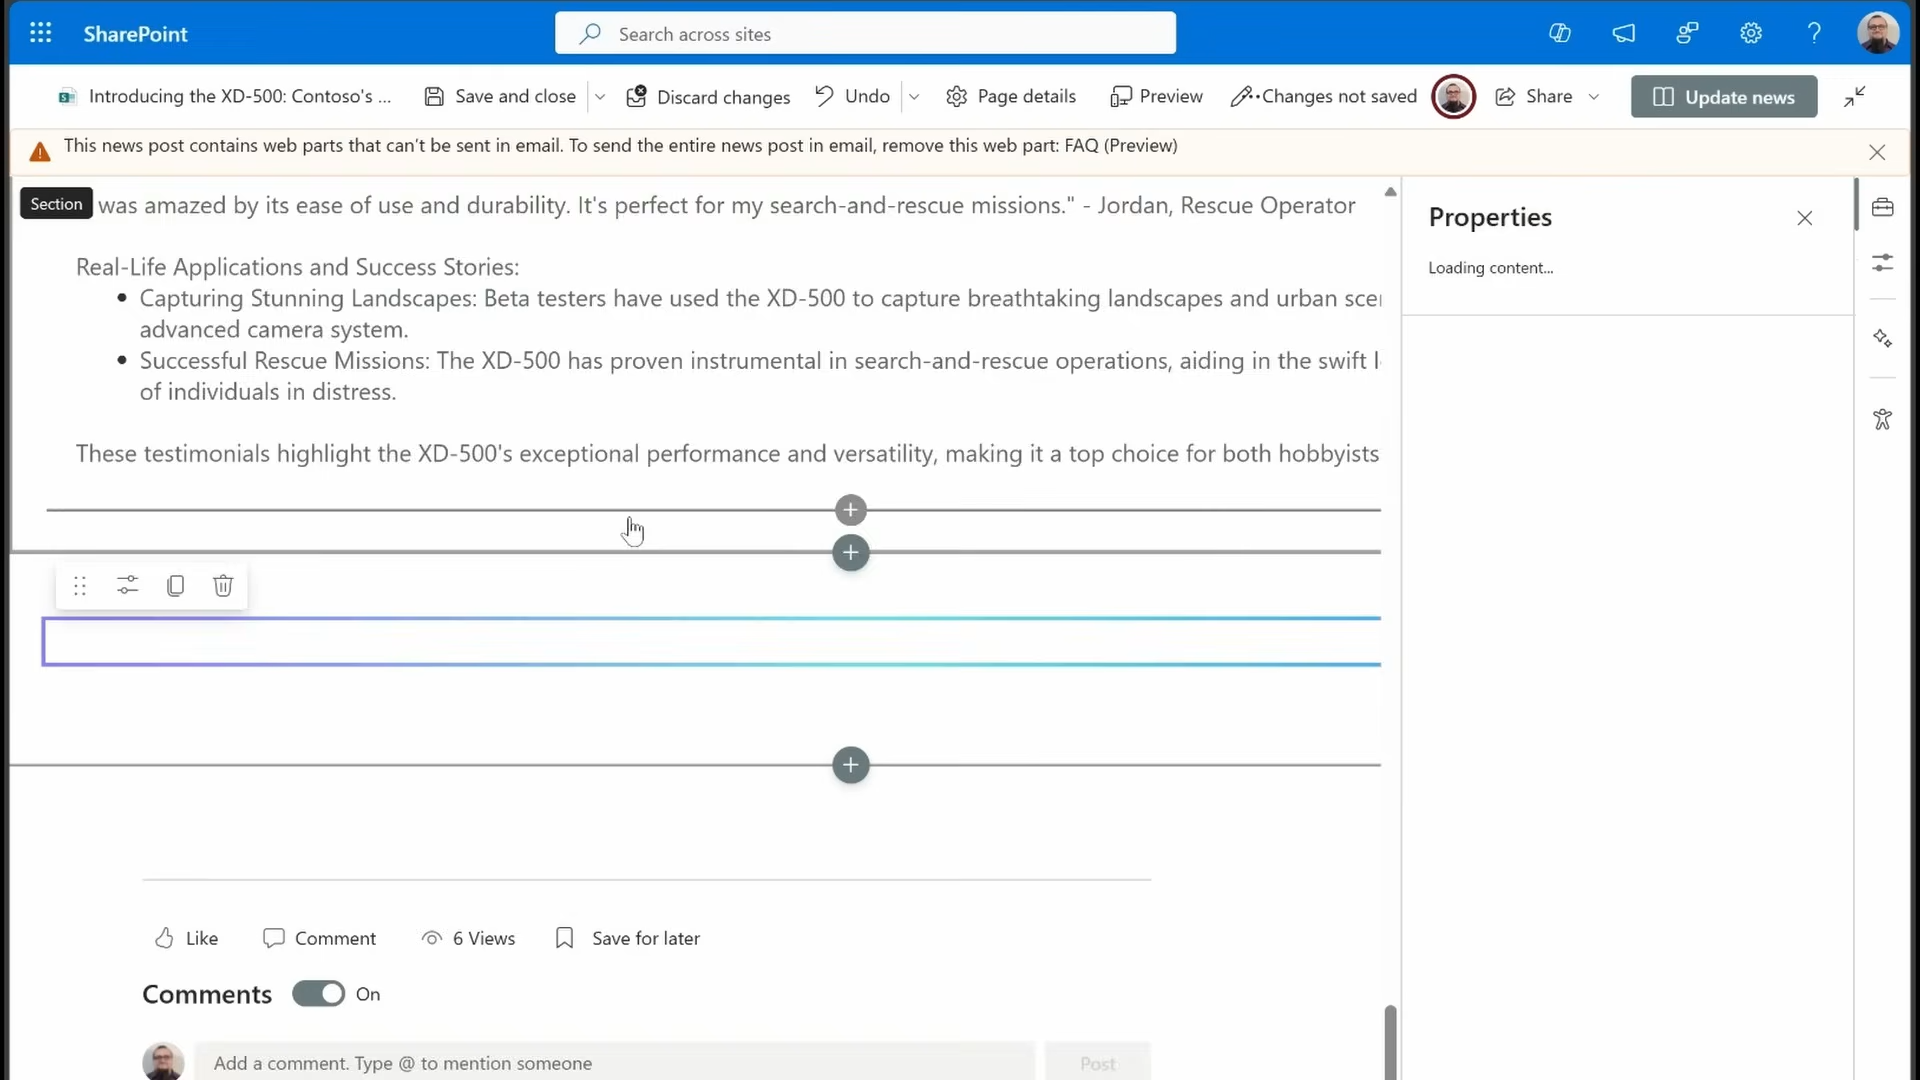 SharePoint
Search across sites
Introducing the XD-500: Contoso's ...
Save and close
Discard changes
Undo
Page details
Preview
Changes not saved
Share
Update news
This news post contains web parts that can't be sent in email. To send the entire news post in email, remove this web part: FAQ (Preview)
Section
was amazed by its ease of use and durability. It's perfect for my search-and-rescue missions." - Jordan, Rescue Operator
Real-Life Applications and Success Stories:
Capturing Stunning Landscapes: Beta testers have used the XD-500 to capture breathtaking landscapes and urban
advanced camera system.
Successful Rescue Missions: The XD-500 has proven instrumental in search-and-rescue operations, aiding in the swift
of individuals in distress.
These testimonials highlight the XD-500's exceptional performance and versatility, making it a top choice for both hobbyists
Properties
Loading content...
Like
Comment
6 Views
Save for later
Comments
On
Add a comment. Type @ to mention someone
Post